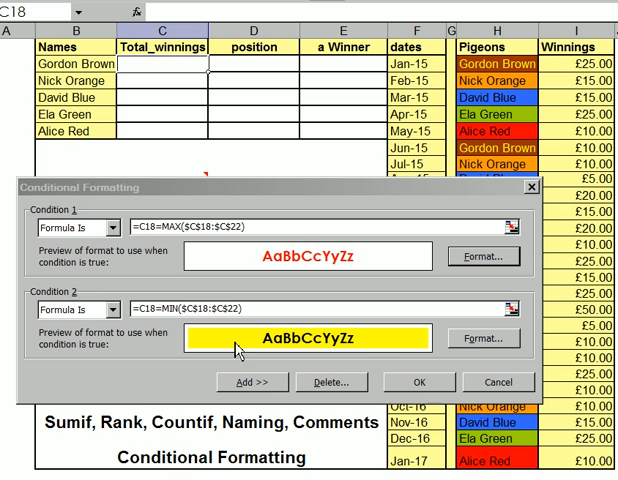 C18 fx
A B C D E F G H I
Names Total_winnings position a Winner dates Pigeons Winnings
Gordon Brown Jan-15 Gordon Brown £25.00
Nick Orange Feb-15 Nick Orange £15.00
David Blue Mar-15 David Blue £15.00
Ela Green Apr-15 Ela Green £25.00
Alice Red May-15 Alice Red £10.00
Jun-15 Gordon Brown £10.00
Jul-15 Nick Orange £10.00
£5.00
Conditional Formatting
£20.00
Condition 1 £15.00
Formula Is =C18=MAX($C$18:$C$22) £20.00
Preview of format to use when condition is true: AaBbCcYyZz Format...
£10.00
£25.00
£15.00
Condition 2 £25.00
Formula Is =C18=MIN($C$18:$C$22) £50.00
£5.00
Preview of format to use when condition is true: AaBbCcYyZz Format...
£10.00
£10.00
£25.00
Add >> Delete... OK Cancel £10.00
Oct-16 Nick Orange £10.00
Sumif, Rank, Countif, Naming, Comments Nov-16 David Blue £15.00
Dec-16 Ela Green £25.00
Conditional Formatting Jan-17 Alice Red £10.00